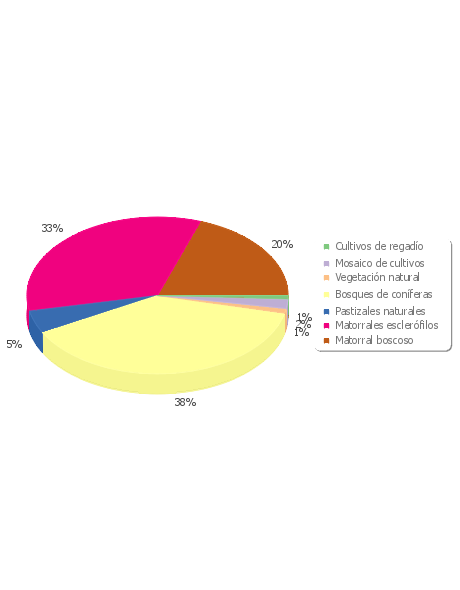 33%
20%
1%
2%
1%
5%
38%
Cultivos de regadío
Mosaico de cultivos
Vegetación natural
Bosques de coníferas
Pastizales naturales
Matorrales esclerófilos
Matorral boscoso